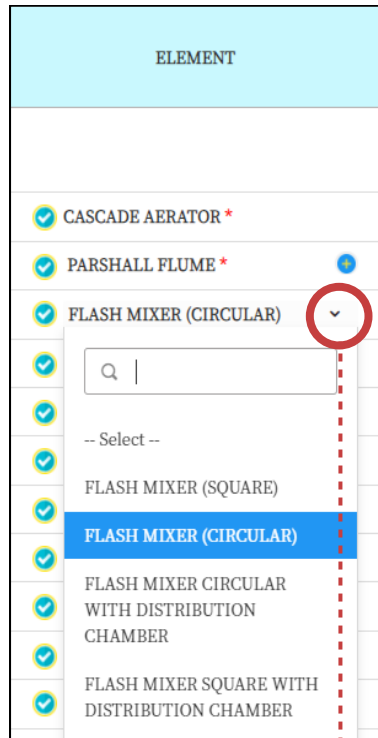 ELEMENT
CASCADE AERATOR *
PARSHALL FLUME *
FLASH MIXER (CIRCULAR)
-- Select --
FLASH MIXER (SQUARE)
FLASH MIXER (CIRCULAR)
FLASH MIXER CIRCULAR
WITH DISTRIBUTION
CHAMBER
FLASH MIXER SQUARE WITH
DISTRIBUTION CHAMBER